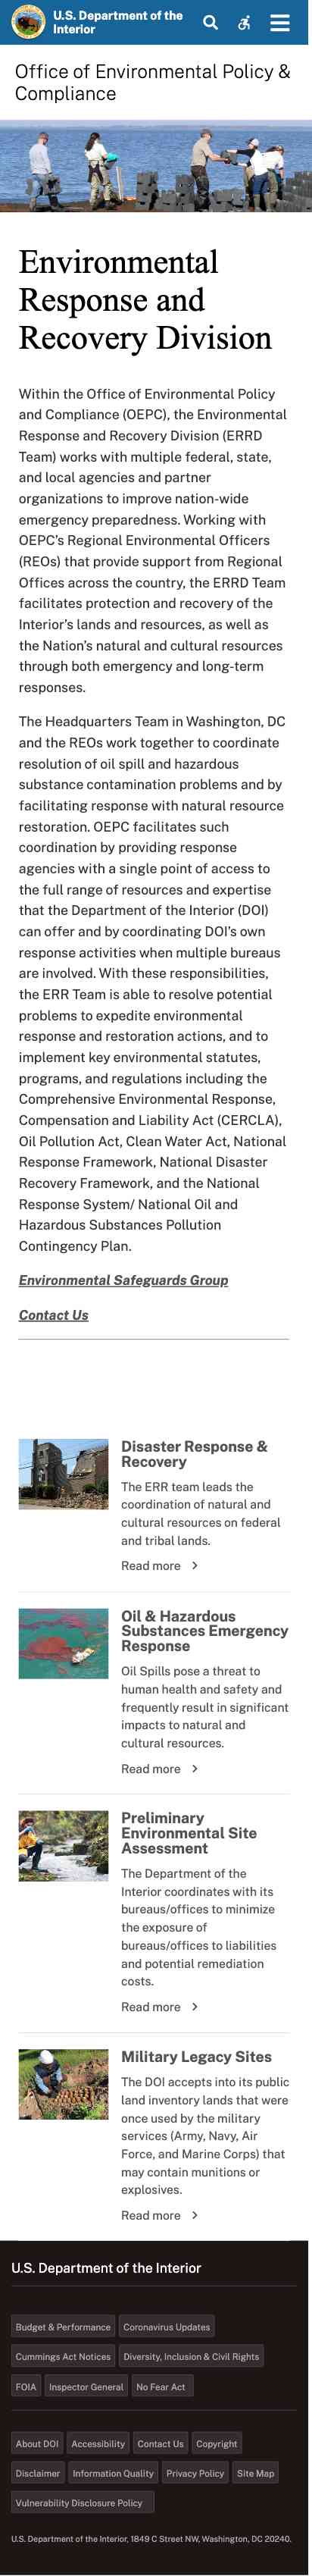 U.S. Department of the
Interior
Office of Environmental Policy &
Compliance
Environmental
Response and
Recovery Division
Within the Office of Environmental Policy
and Compliance (OEPC), the Environmental
Response and Recovery Division (ERRD
Team) works with multiple federal, state,
and local agencies and partner
organizations to improve nation-wide
emergency preparedness. Working with
OEPC's Regional Environmental Officers
(REOs) that provide support from Regional
Offices across the country, the ERRD Team
facilitates protection and recovery of the
Interior's lands and resources, as well as
the Nation's natural and cultural resources
through both emergency and long-term
responses.
The Headquarters Team in Washington, DC
and the REOs work together to coordinate
resolution of oil spill and hazardous
substance contamination problems and by
facilitating response with natural resource
restoration. OEPC facilitates such
coordination by providing response
agencies with a single point of access to
the full range of resources and expertise
that the Department of the Interior (DOI)
can offer and by coordinating DOI's own
response activities when multiple bureaus
are involved. With these responsibilities,
the ERR Team is able to resolve potential
problems to expedite environmental
response and restoration actions, and to
implement key environmental statutes,
programs, and regulations including the
Comprehensive Environmental Response,
Compensation and Liability Act (CERCLA),
Oil Pollution Act, Clean Water Act, National
Response Framework, National Disaster
Recovery Framework, and the National
Response System/ National Oil and
Hazardous Substances Pollution
Contingency Plan.
Environmental Safeguards Group
Contact Us
Disaster Response &
Recovery
The ERR team leads the
coordination of natural and
cultural resources on federal
and tribal lands.
Read more
Oil & Hazardous
Substances Emergency
Response
Oil Spills pose a threat to
human health and safety and
frequently result in significant
impacts to natural and
cultural resources.
Read more
Preliminary
Environmental Site
Assessment
The Department of the
Interior coordinates with its
bureaus/offices to minimize
the exposure of
bureaus/offices to liabilities
and potential remediation
costs.
Read more
Military Legacy Sites
The DOI accepts into its public
land inventory lands that were
once used by the military
services (Army, Navy, Air
Force, and Marine Corps) that
may contain munitions or
explosives.
Read more
U.S. Department of the Interior
Budget & Performance Coronavirus Updates
Cummings Act Notices Diversity, Inclusion & Civil Rights
FOIA Inspector General No Fear Act
About DOI Accessibility Contact Us Copyright
Disclaimer Information Quality Privacy Policy Site Map
Vulnerability Disclosure Policy
U.S. Department of the Interior, 1849 C Street NW, Washington, DC 20240.